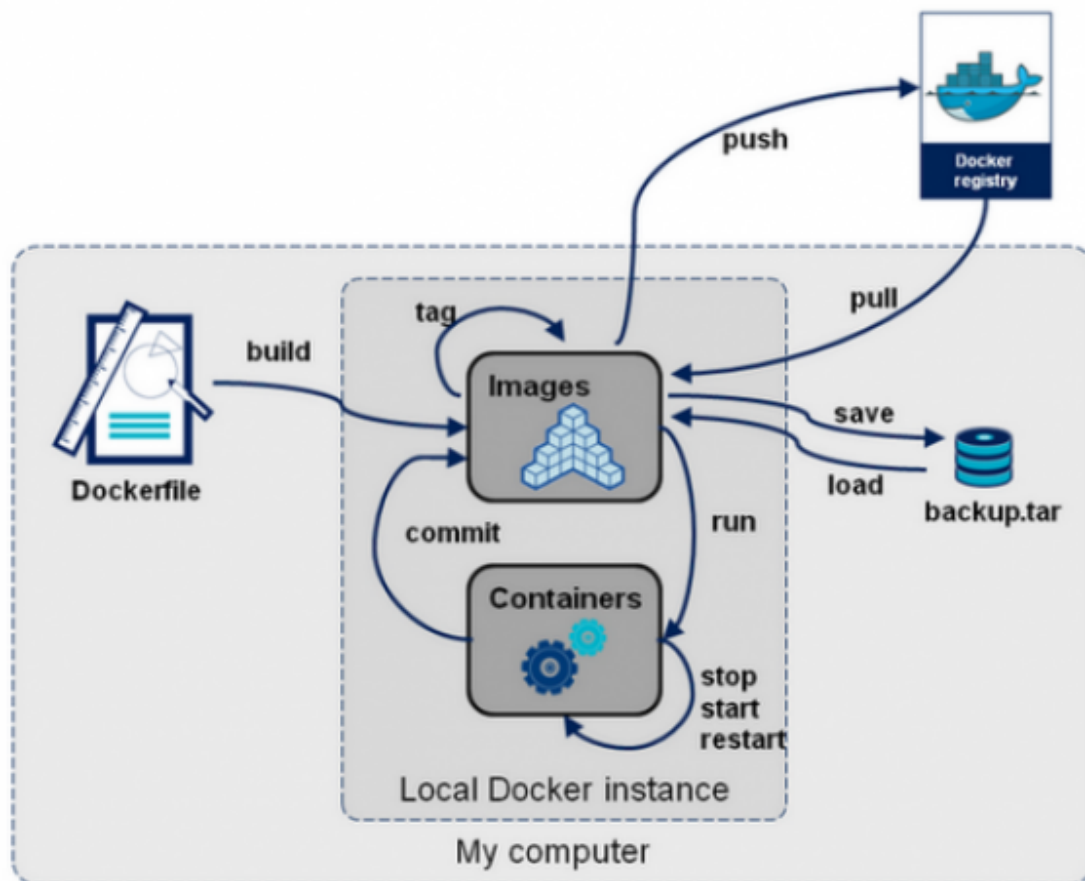 push
Docker
registry
pull
tag
build
Images
save
Dockerfile
load
backup.tar
commit
run
Containers
stop
start
restart
Local Docker instance
My computer